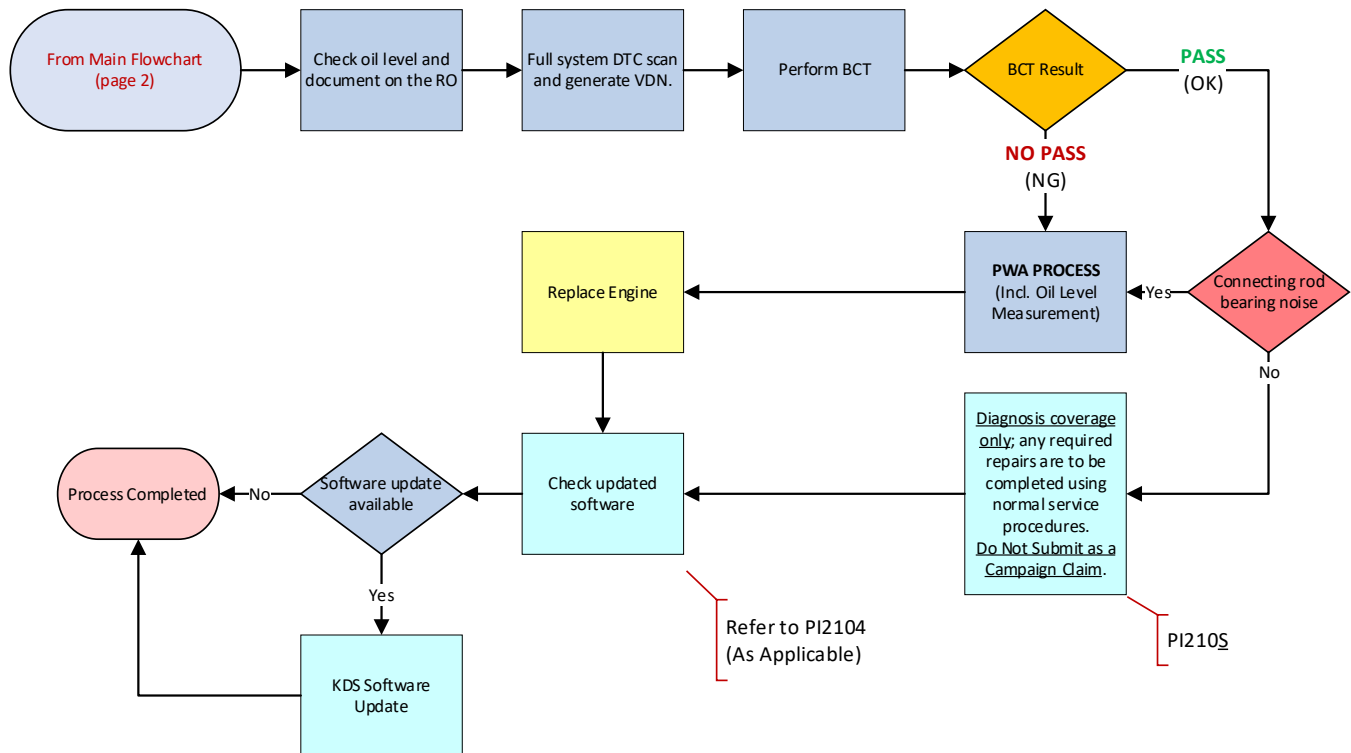 From Main Flowchart
(page 2)
Check oil level and
document on the RO
Full system DTC scan
and generate VDN.
Perform BCT
BCT Result
PASS
(OK)
NO PASS
(NG)
Replace Engine
PWA PROCESS
(Incl. Oil Level
Measurement)
Yes
Connecting rod
bearing noise
No
Process Completed
No
Software update
available
Check updated
software
Diagnosis coverage
only; any required
repairs are to be
completed using
normal service
procedures.
Do Not Submit as a
Campaign Claim.
Yes
KDS Software
Update
Refer to PI2104
(As Applicable)
PI210S